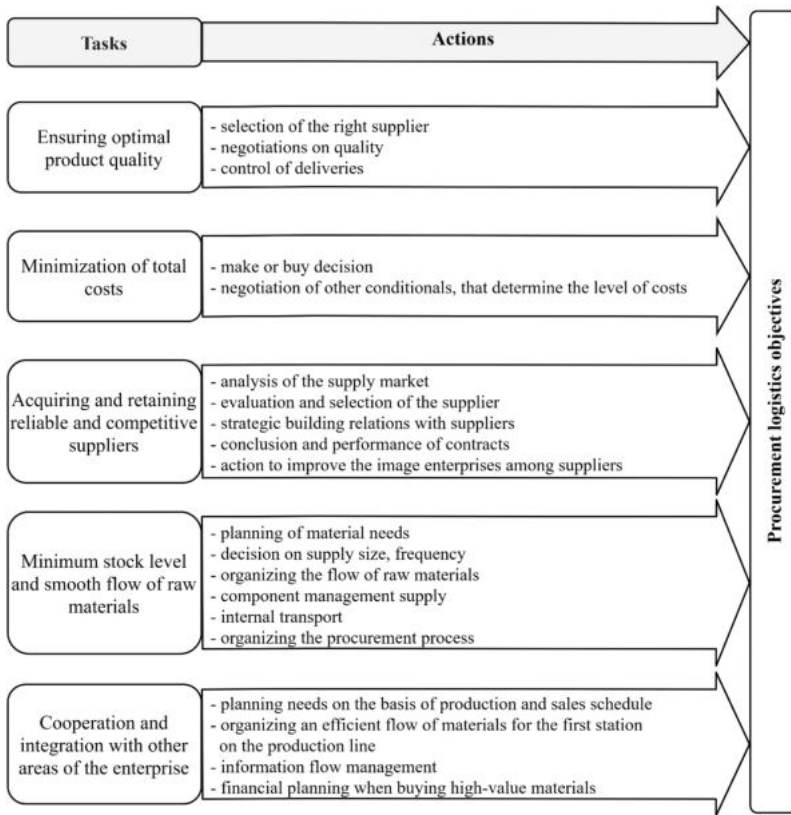 Tasks
Actions
Ensuring optimal
product quality
- selection of the right supplier
- negotiations on quality
- control of deliveries
Minimization of total
costs
- make or buy decision
- negotiation of other conditionals, that determine the level of costs
Acquiring and retaining
reliable and competitive
suppliers
- analysis of the supply market
- evaluation and selection of the supplier
- strategic building relations with suppliers
- conclusion and performance of contracts
- action to improve the image enterprises among suppliers
Minimum stock level
and smooth flow of raw
materials
- planning of material needs
- decision on supply size, frequency
- organizing the flow of raw materials
- component management supply
- internal transport
- organizing the procurement process
Cooperation and
integration with other
areas of the enterprise
- planning needs on the basis of production and sales schedule
- organizing an efficient flow of materials for the first station
on the production line
- information flow management
- financial planning when buying high-value materials
Procurement logistics objectives